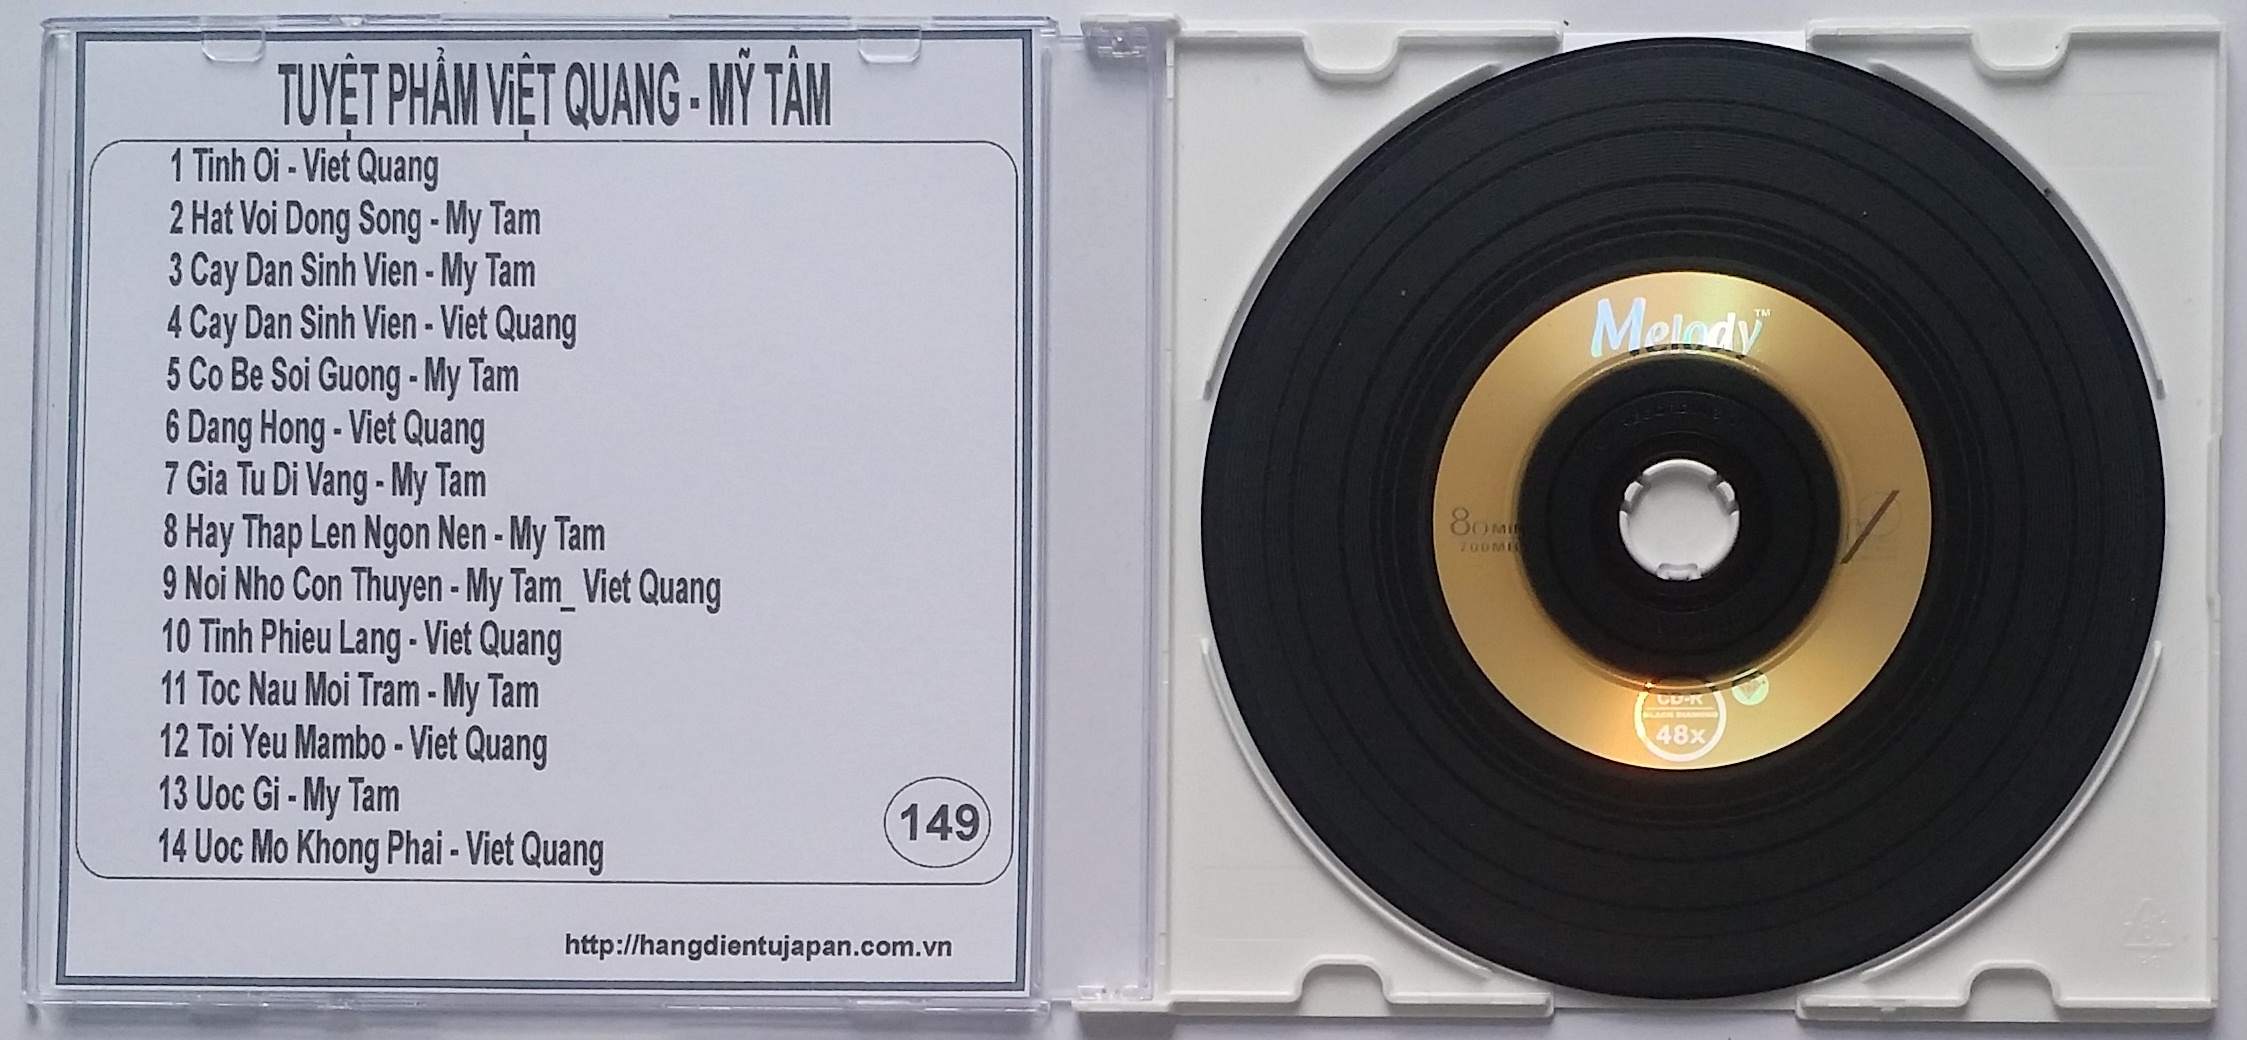 TUYỆT PHẨM ViỆT QUANG - MỸ TÂM
1 Tinh Oi - Viet Quang
2 Hat Voi Dong Song - My Tam
3 Cay Dan Sinh Vien - My Tam
4 Cay Dan Sinh Vien - Viet Quang
5 Co Be Soi Guong - My Tam
6 Dang Hong - Viet Quang
7 Gia Tu Di Vang - My Tam
8 Hay Thap Len Ngon Nen - My Tam
9 Noi Nho Con Thuyen - My Tam_ Viet Quang
10 Tinh Phieu Lang - Viet Quang
11 Toc Nau Moi Tram - My Tam
12 Toi Yeu Mambo - Viet Quang
13 Uoc Gi - My Tam
14 Uoc Mo Khong Phai - Viet Quang
149
http://hangdientujapan.com.vn
Melody™
80MIN
700MB
CD-R
BLACK DIAMOND
48x